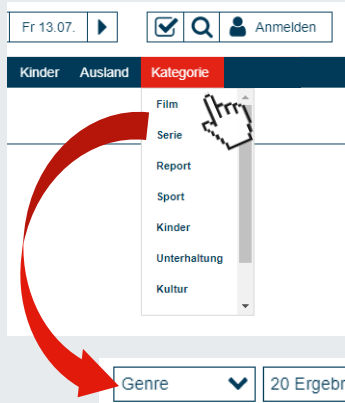 Fr 13.07. Anmelden
Kinder Ausland Kategorie
Film
Serie
Report
Sport
Kinder
Unterhaltung
Kultur
Genre 20 Ergebn